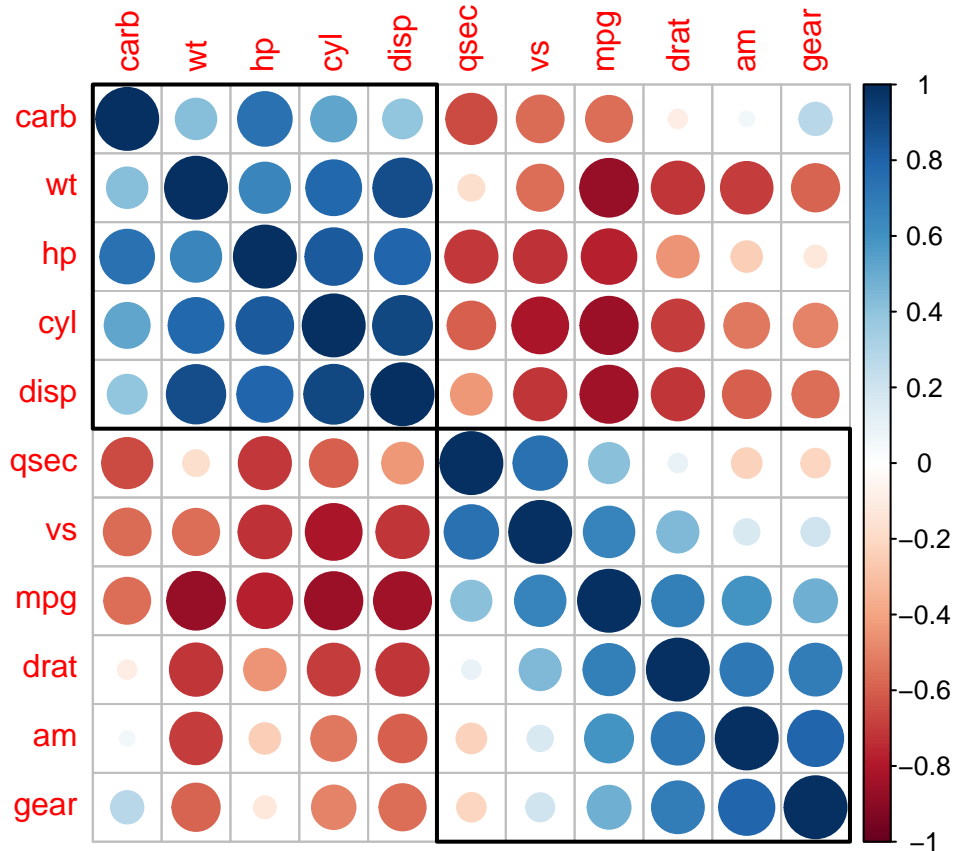 carb wt hp cyl disp qsec vs mpg drat am gear
carb
wt
hp
cyl
disp
qsec
vs
mpg
drat
am
gear
1
0.8
0.6
0.4
0.2
0
−0.2
−0.4
−0.6
−0.8
−1